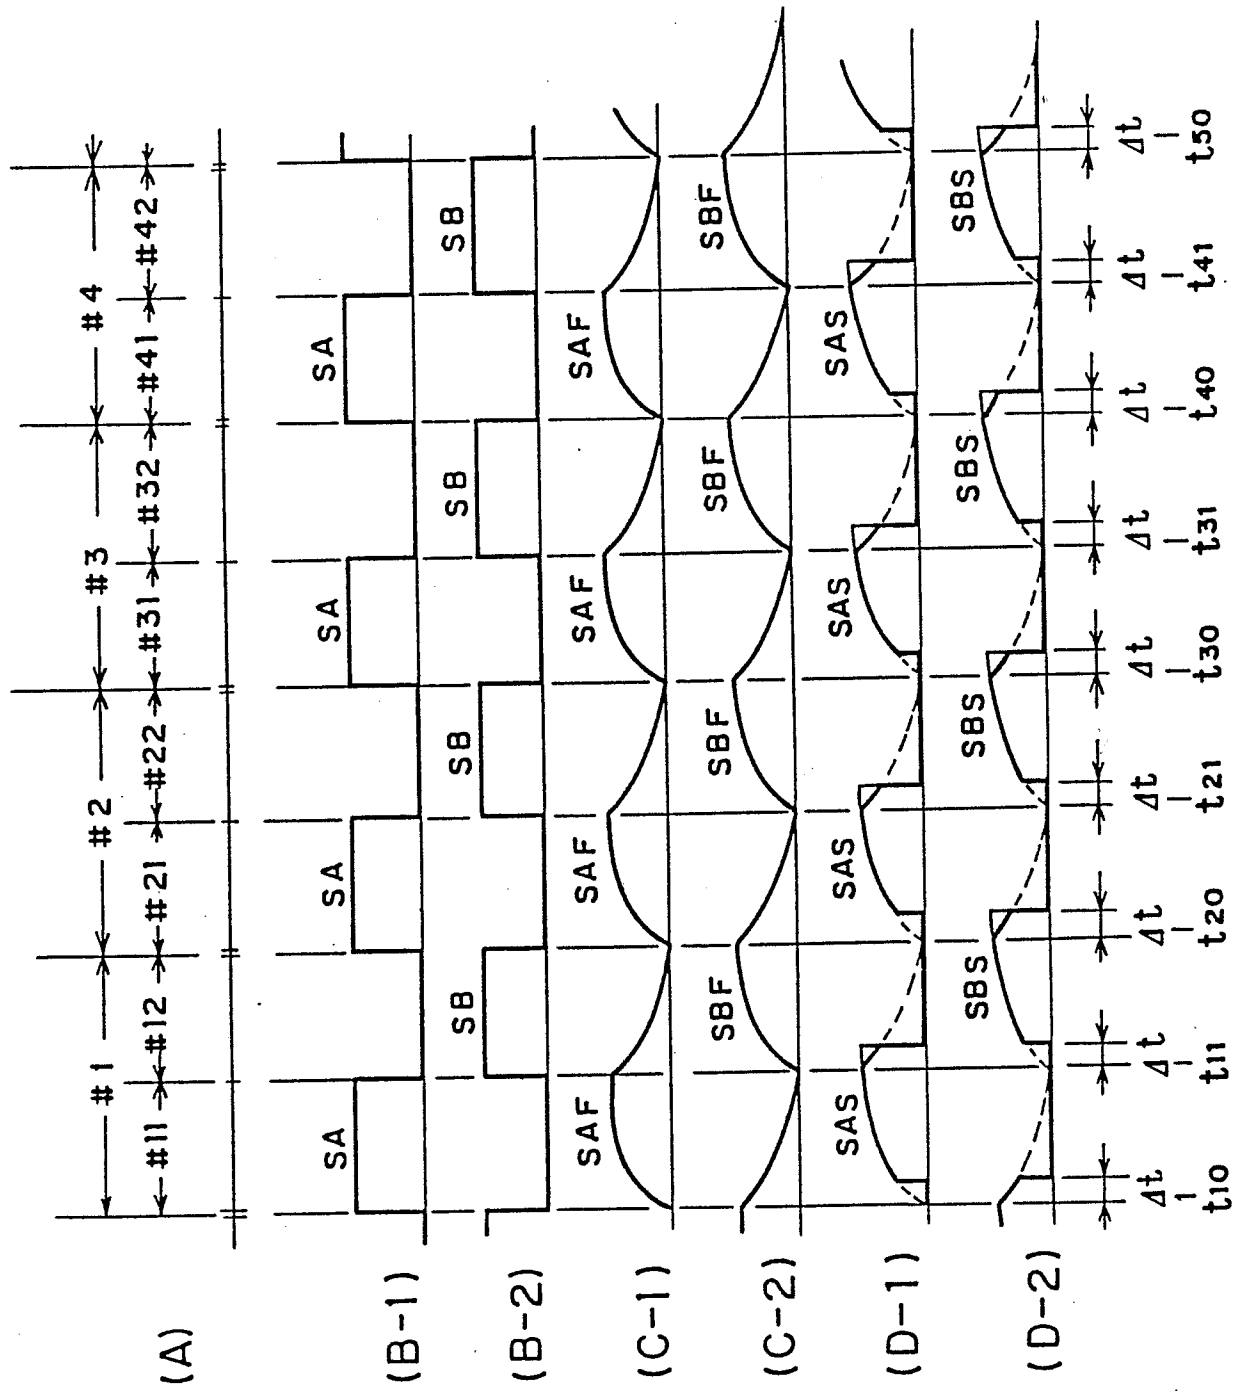 #1 #2 #3 #4
(A) #11 #12 #21 #22 #31 #32 #41 #42
(B-1) SA SA SA SA
(B-2) SB SB SB SB
(C-1) SAF SAF SAF SAF
(C-2) SBF SBF SBF SBF
(D-1) SAS SAS SAS SAS
(D-2) SBS SBS SBS SBS
Δt Δt Δt Δt Δt Δt Δt Δt Δt
t10 t11 t20 t21 t30 t31 t40 t41 t50